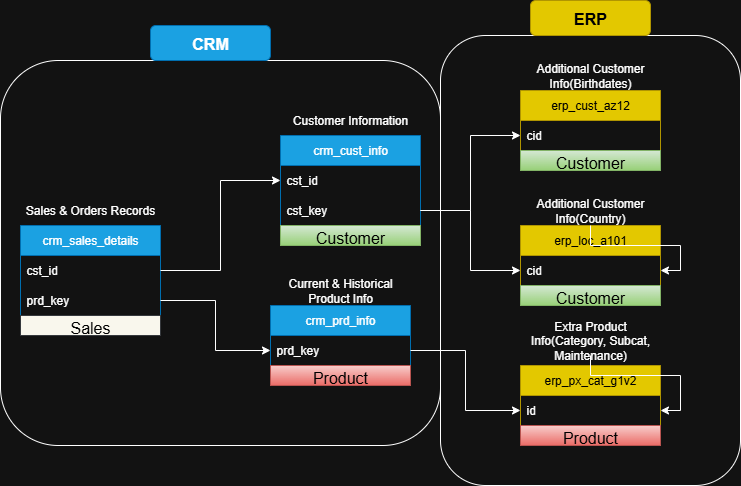 CRM
ERP
Sales & Orders Records
crm_sales_details
cst_id
prd_key
Sales
Customer Information
crm_cust_info
cst_id
cst_key
Customer
Current & Historical
Product Info
crm_prd_info
prd_key
Product
Additional Customer
Info(Birthdates)
erp_cust_az12
cid
Customer
Additional Customer
Info(Country)
erp_loc_a101
cid
Customer
Extra Product
Info(Category, Subcat,
Maintenance)
erp_px_cat_g1v2
id
Product